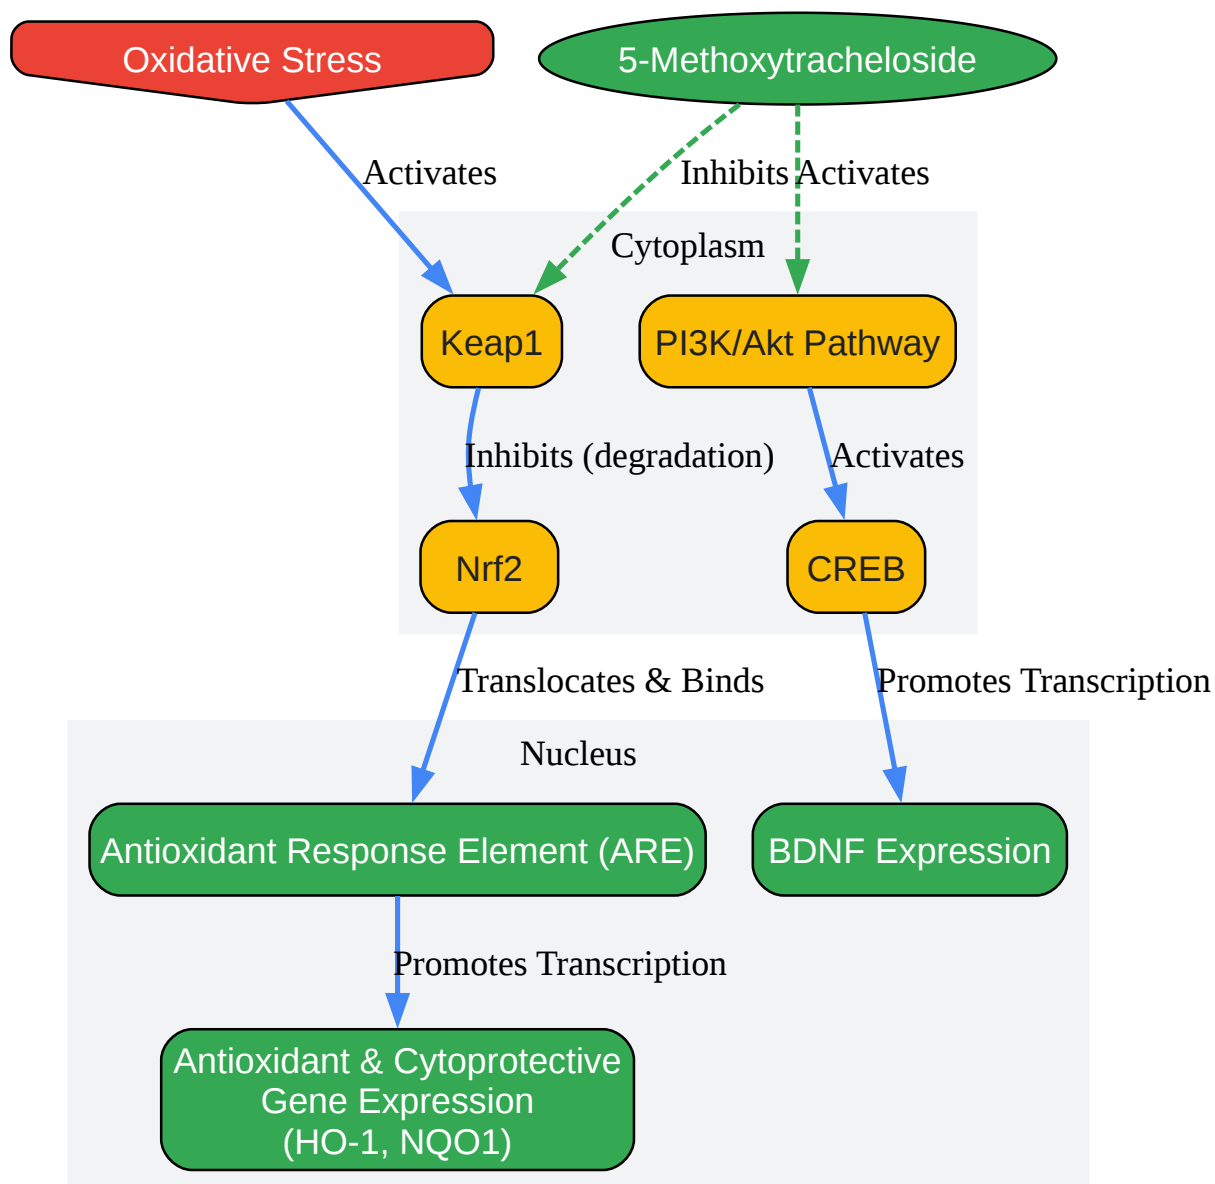 Oxidative Stress
5-Methoxytracheloside
Activates
Inhibits
Activates
Cytoplasm
Keap1
PI3K/Akt Pathway
Inhibits (degradation)
Activates
Nrf2
CREB
Translocates & Binds
Promotes Transcription
Nucleus
Antioxidant Response Element (ARE)
BDNF Expression
Promotes Transcription
Antioxidant & Cytoprotective
Gene Expression
(HO-1, NQO1)